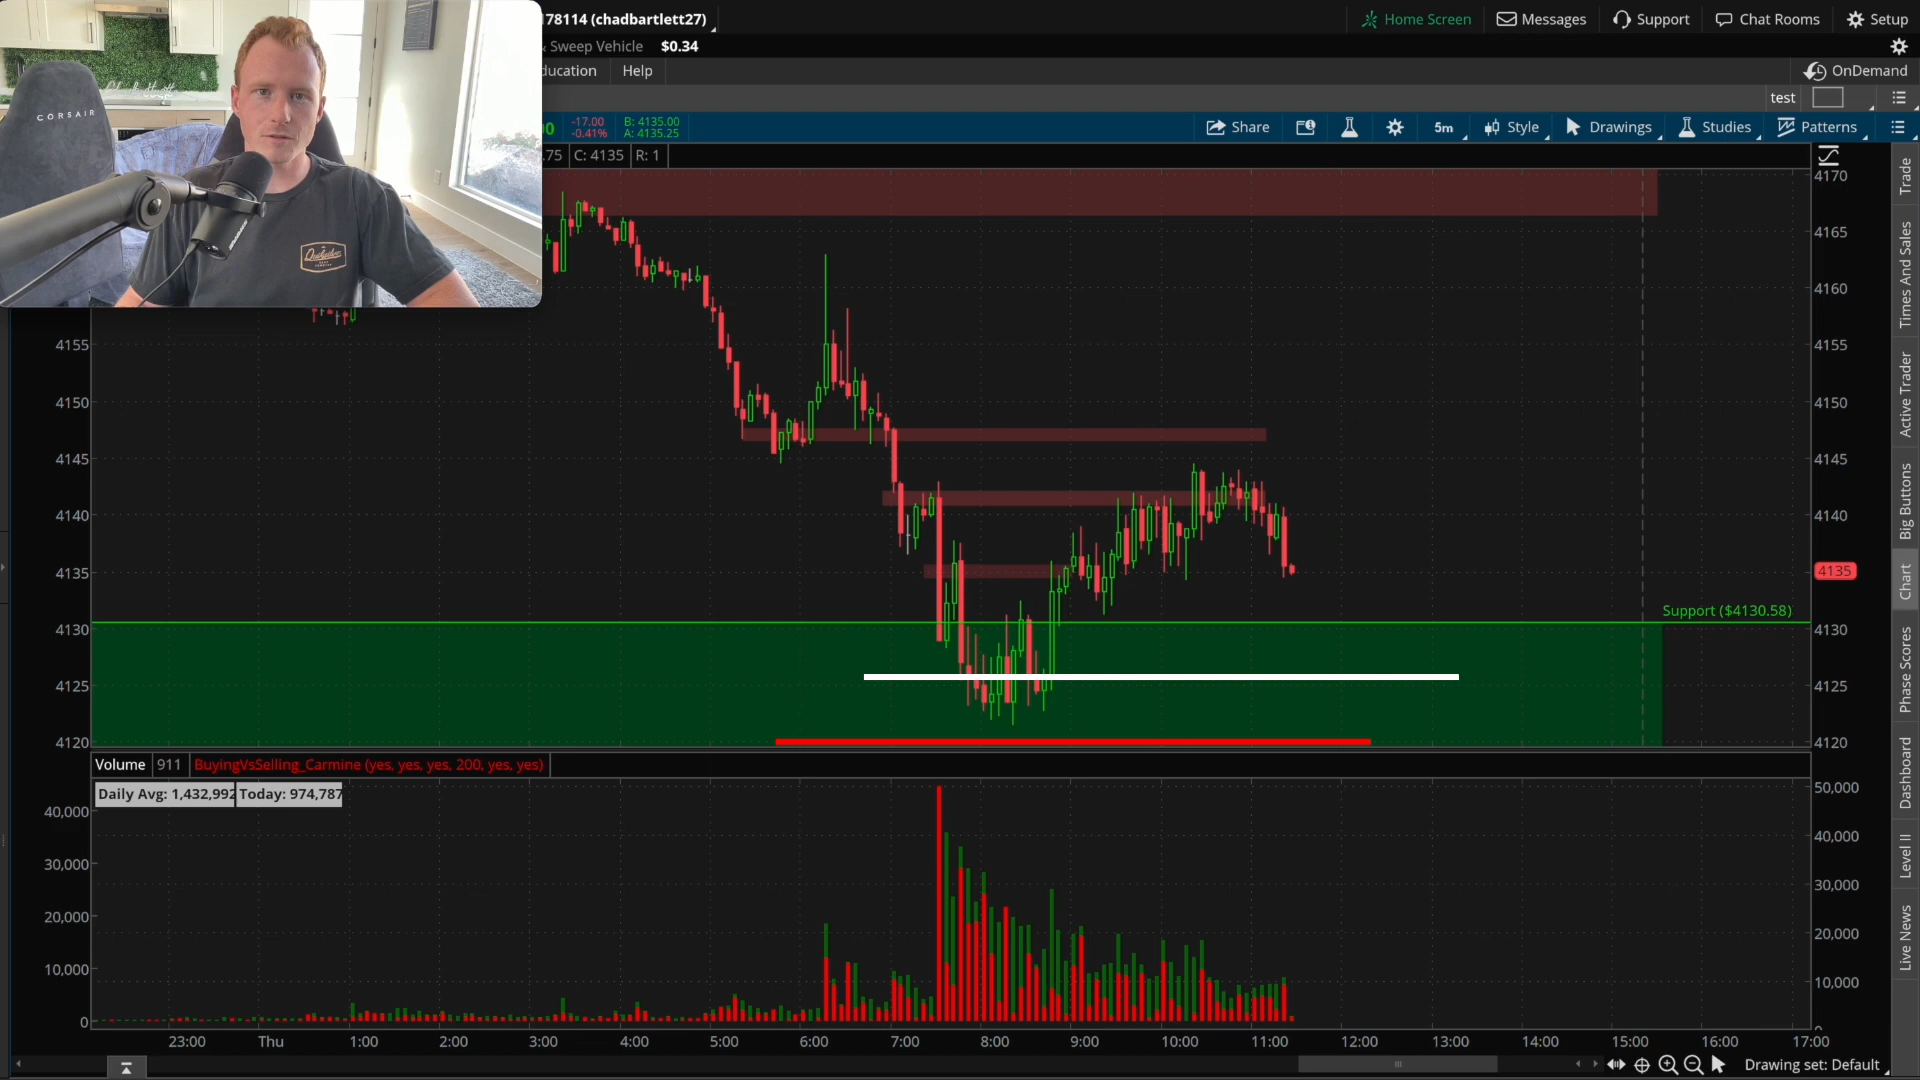 178114 (chadbartlett27)
Home Screen
Messages
Support
Chat Rooms
Setup
& Sweep Vehicle $0.34
ducation
Help
OnDemand
test
-17.00
-0.41%
B: 4135.00
A: 4135.25
Share
5m
Style
Drawings
Studies
Patterns
.75 C: 4135 R: 1
CORSAIR
Quiksilver
4170
4165
4160
4155
4155
4150
4150
4145
4145
4140
4140
4135
4135
4135
Support ($4130.58)
4130
4130
4125
4125
4120
4120
Volume 911 BuyingVsSelling_Carmine (yes, yes, yes, 200, yes, yes)
Daily Avg: 1,432,992 Today: 974,787
50,000
40,000
40,000
30,000
30,000
20,000
20,000
10,000
10,000
0
23:00 Thu 1:00 2:00 3:00 4:00 5:00 6:00 7:00 8:00 9:00 10:00 11:00 12:00 13:00 14:00 15:00 16:00 17:00
Drawing set: Default
Trade
Times And Sales
Active Trader
Big Buttons
Chart
Phase Scores
Dashboard
Level II
Live News